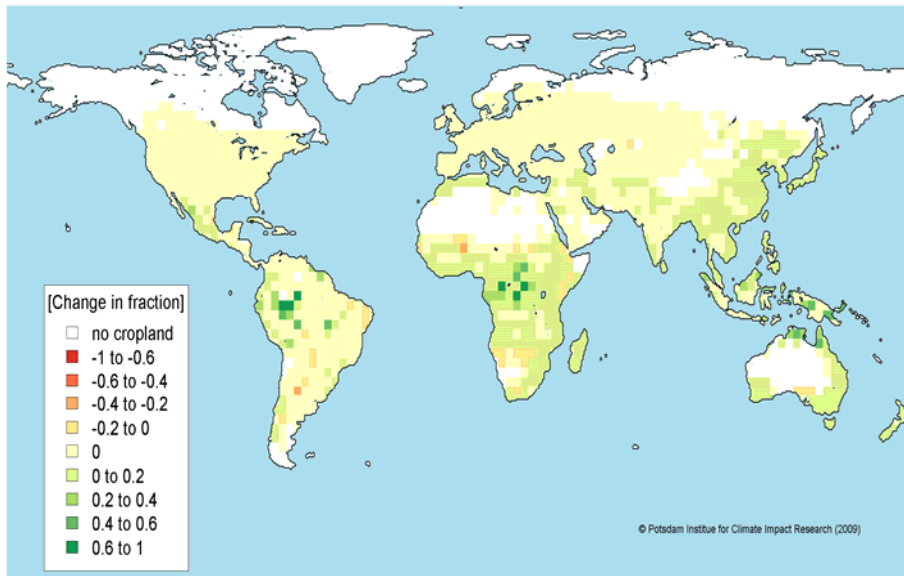 [Change in fraction]
no cropland
-1 to -0.6
-0.6 to -0.4
-0.4 to -0.2
-0.2 to 0
0
0 to 0.2
0.2 to 0.4
0.4 to 0.6
0.6 to 1
© Potsdam Institue for Climate Impact Research (2009)